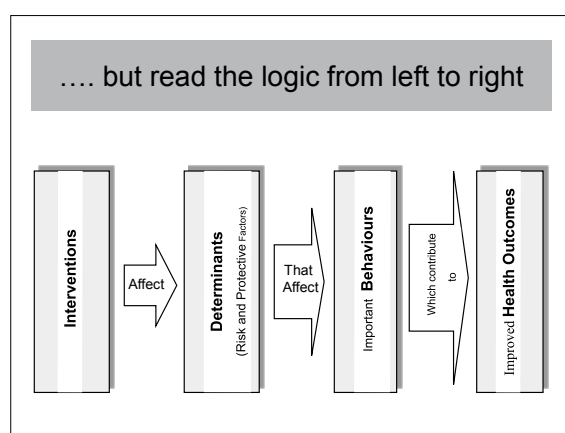 …. but read the logic from left to right
Interventions
Affect
Determinants
(Risk and Protective Factors)
That
Affect
Important Behaviours
Which contribute
to
Improved Health Outcomes